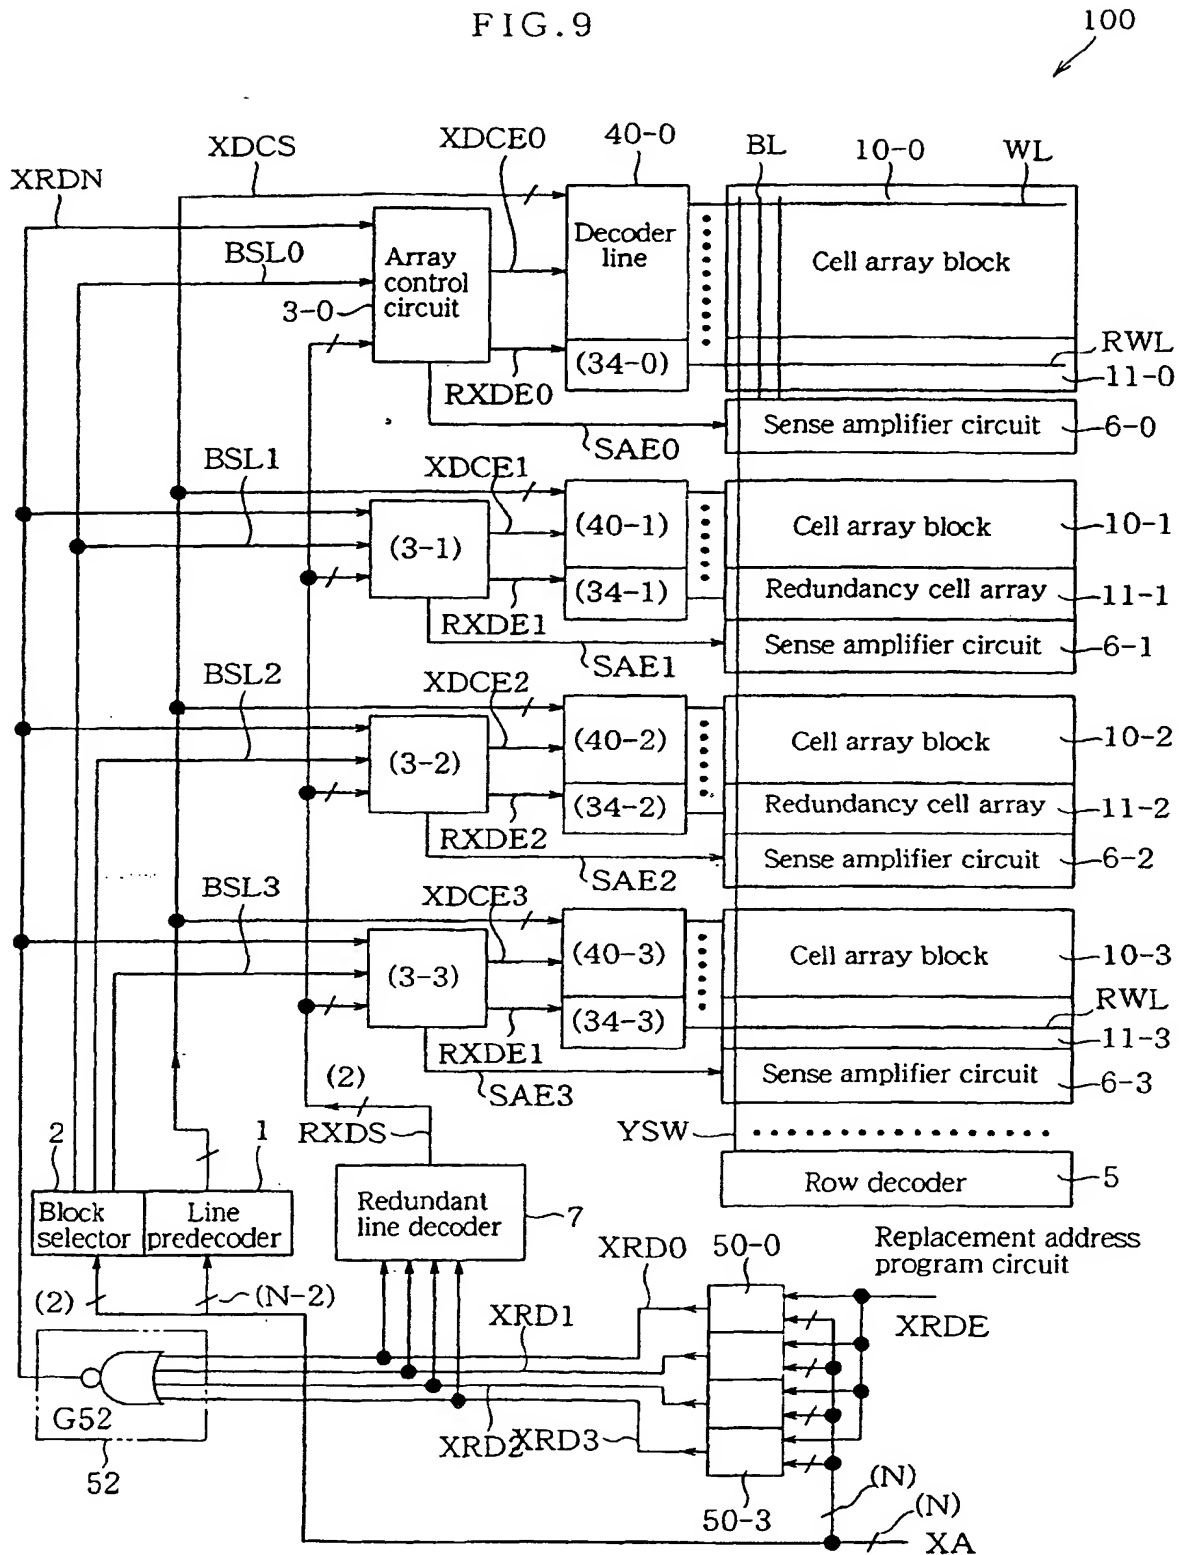 FIG.9
100
XDCS
XDCE0
40-0
BL
10-0
WL
XRDN
BSL0
Array
control
circuit
3-0
Decoder
line
Cell array block
(34-0)
RWL
11-0
RXDE0
SAE0
Sense amplifier circuit
6-0
BSL1
XDCE1
(3-1)
(40-1)
Cell array block
10-1
(34-1)
Redundancy cell array
11-1
RXDE1
SAE1
Sense amplifier circuit
6-1
BSL2
XDCE2
(3-2)
(40-2)
Cell array block
10-2
(34-2)
Redundancy cell array
11-2
RXDE2
SAE2
Sense amplifier circuit
6-2
BSL3
XDCE3
(3-3)
(40-3)
Cell array block
10-3
(34-3)
RWL
11-3
RXDE1
SAE3
Sense amplifier circuit
6-3
(2)
RXDS
YSW
2
1
Block
selector
Line
predecoder
Redundant
line decoder
7
Row decoder
5
(2)
(N-2)
XRD0
50-0
Replacement address
program circuit
XRD1
XRDE
G52
52
XRD2
XRD3
50-3
(N)
(N)
XA